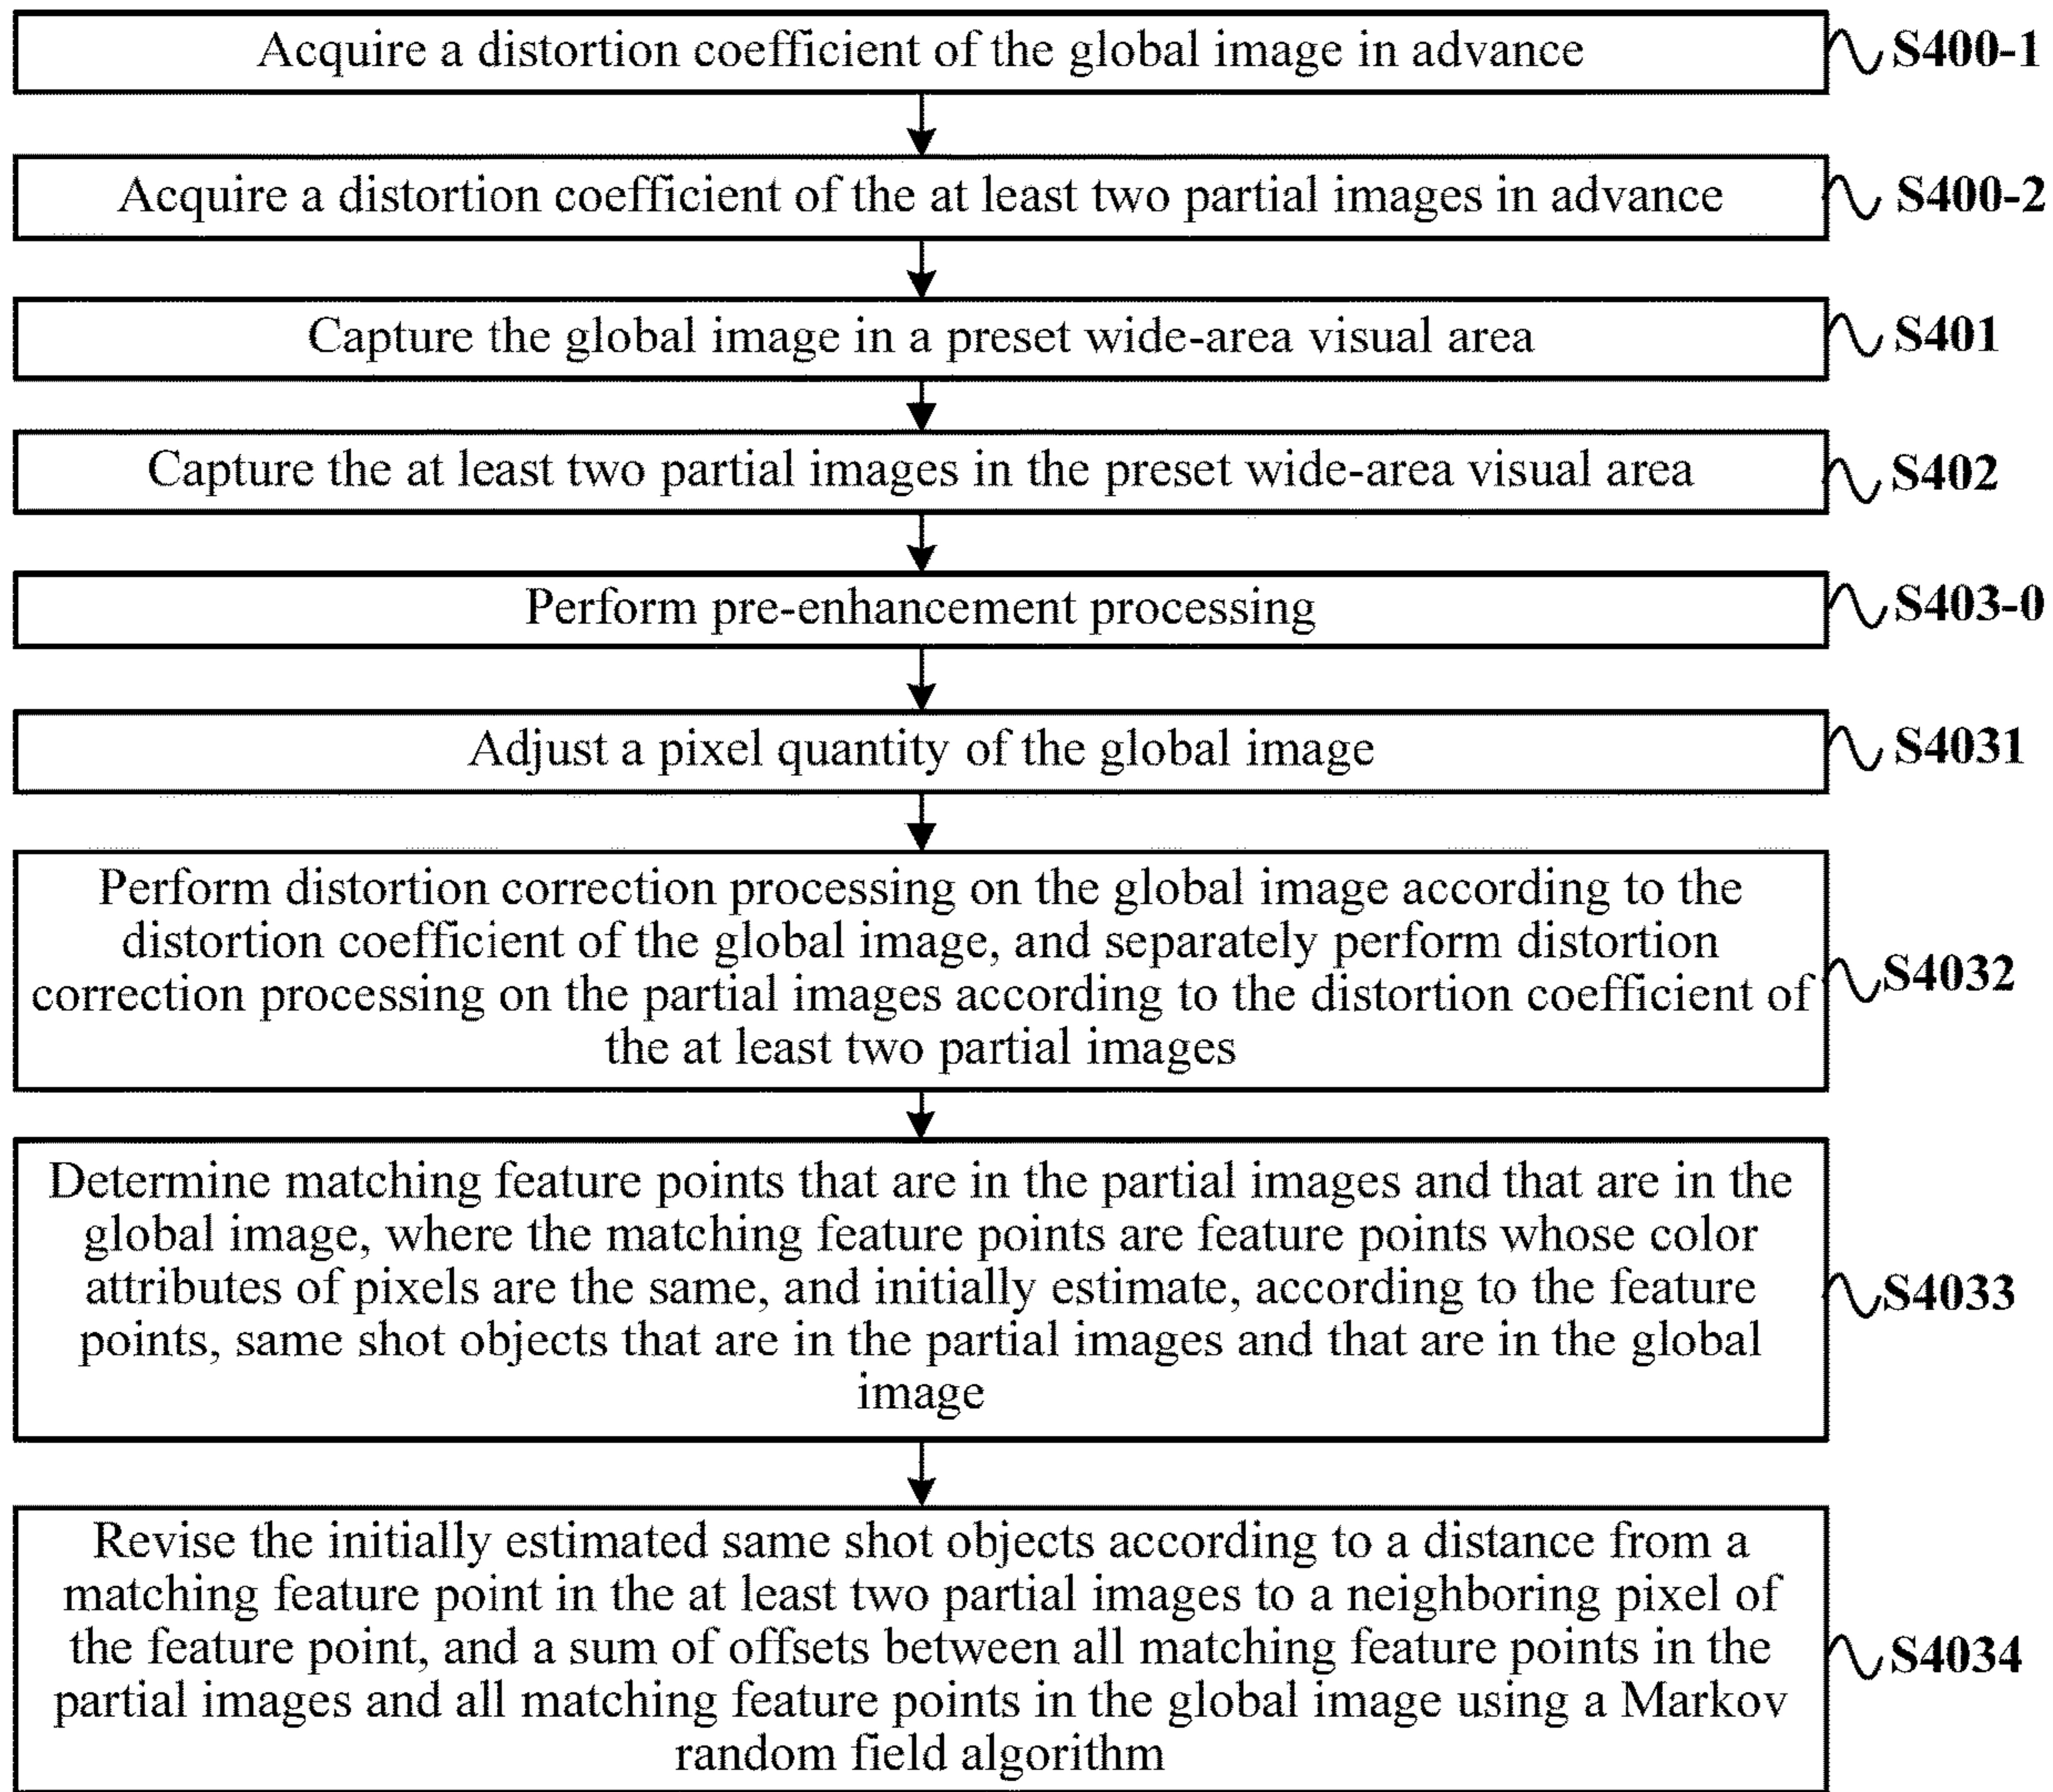 Acquire a distortion coefficient of the global image in advance
S400-1
Acquire a distortion coefficient of the at least two partial images in advance
S400-2
Capture the global image in a preset wide-area visual area
S401
Capture the at least two partial images in the preset wide-area visual area
S402
Perform pre-enhancement processing
S403-0
Adjust a pixel quantity of the global image
S4031
Perform distortion correction processing on the global image according to the
distortion coefficient of the global image, and separately perform distortion
correction processing on the partial images according to the distortion coefficient of
the at least two partial images
S4032
Determine matching feature points that are in the partial images and that are in the
global image, where the matching feature points are feature points whose color
attributes of pixels are the same, and initially estimate, according to the feature
points, same shot objects that are in the partial images and that are in the global
image
S4033
Revise the initially estimated same shot objects according to a distance from a
matching feature point in the at least two partial images to a neighboring pixel of
the feature point, and a sum of offsets between all matching feature points in the
partial images and all matching feature points in the global image using a Markov
random field algorithm
S4034